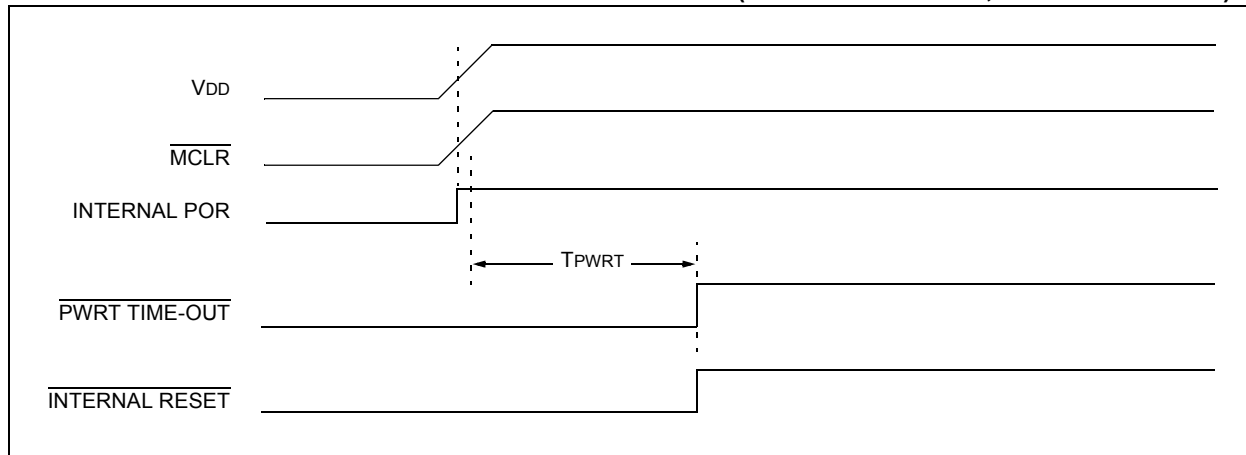 VDD
MCLR
INTERNAL POR
TPWRT
PWRT TIME-OUT
INTERNAL RESET